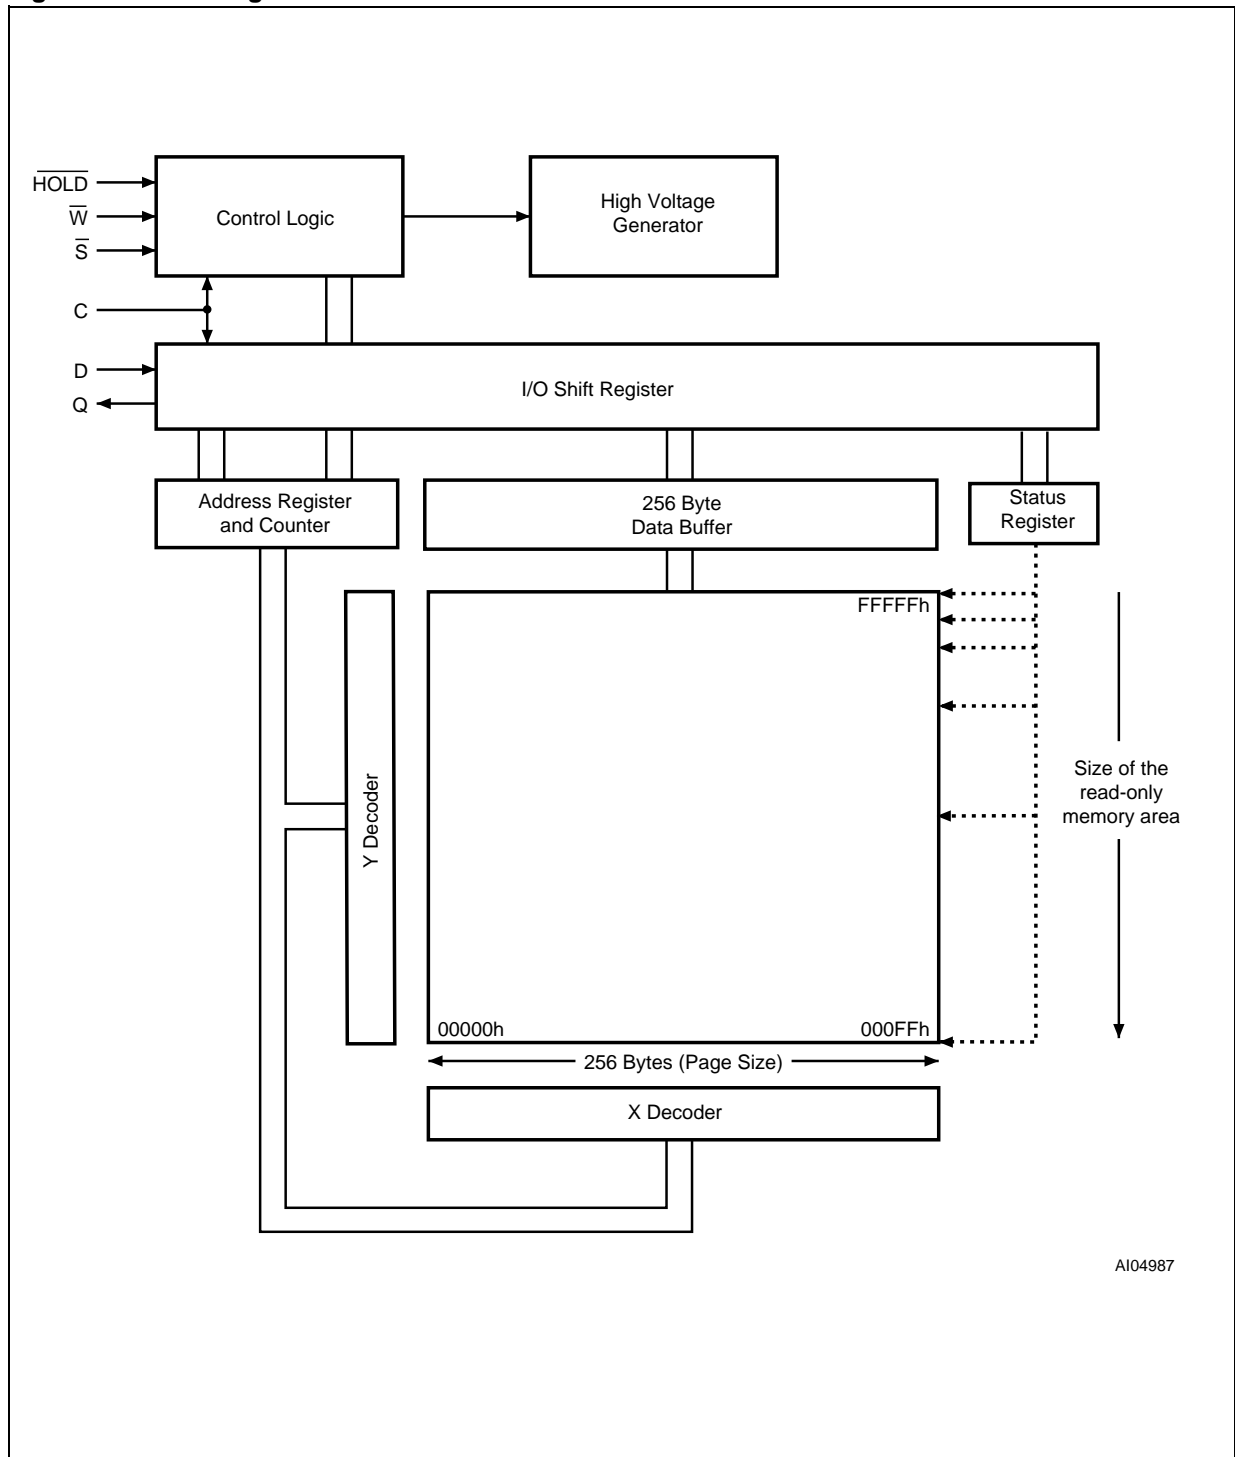 HOLD
W
S
C
D
Q
Control Logic
High Voltage
Generator
I/O Shift Register
Address Register
and Counter
256 Byte
Data Buffer
Status
Register
FFFFFh
Y Decoder
Size of the
read-only
memory area
00000h
000FFh
256 Bytes (Page Size)
X Decoder
AI04987